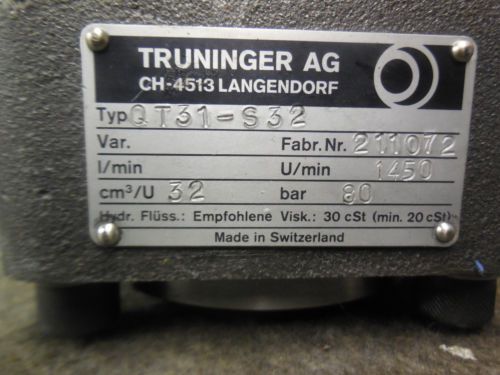 TRUNINGER AG
CH-4513 LANGENDORF
Typ QT31-S32
Var. Fabr. Nr. 211072
l/min U/min 1450
cm³/U 32 bar 80
Hydr. Flüss.: Empfohlene Visk.: 30 cSt (min. 20 cSt)
Made in Switzerland